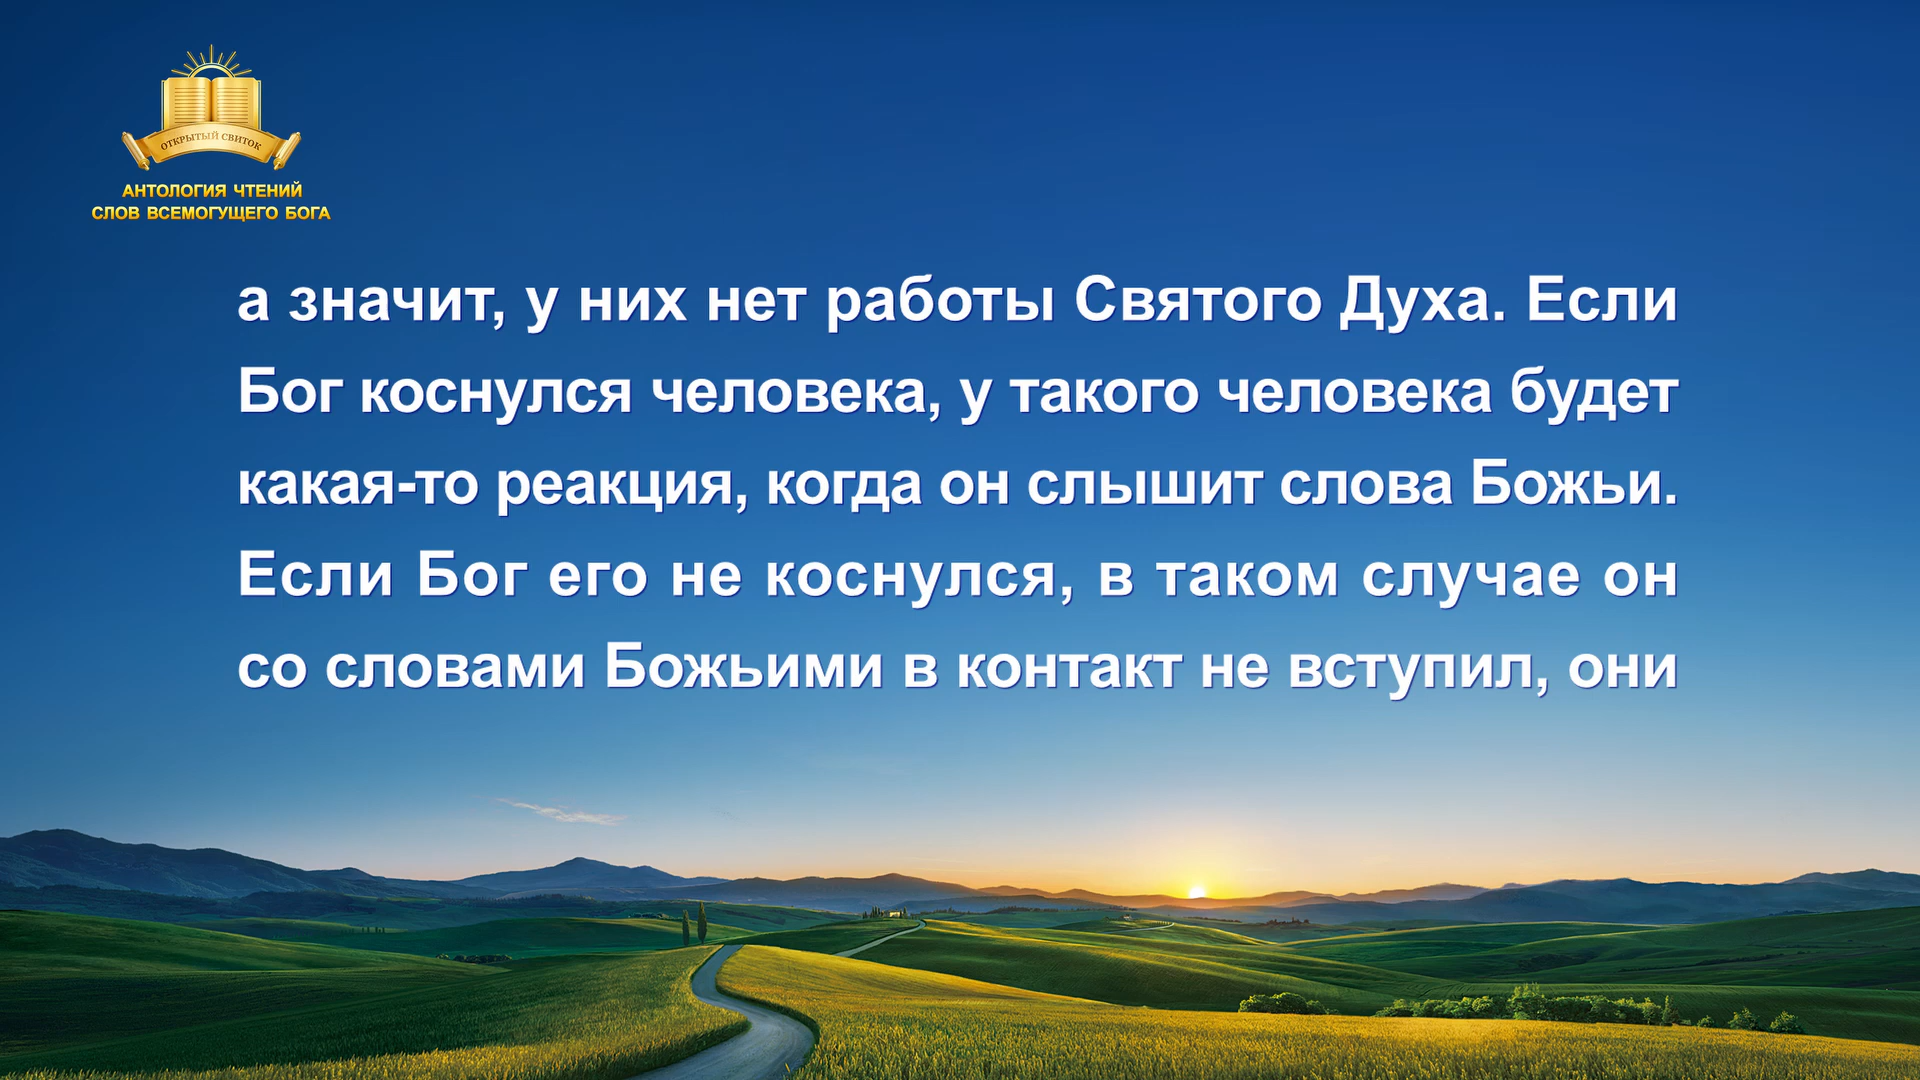 ОТКРЫТЫЙ СВИТОК
АНТОЛОГИЯ ЧТЕНИЙ
СЛОВ ВСЕМОГУЩЕГО БОГА
а значит, у них нет работы Святого Духа. Если
Бог коснулся человека, у такого человека будет
какая-то реакция, когда он слышит слова Божьи.
Если Бог его не коснулся, в таком случае он
со словами Божьими в контакт не вступил, они